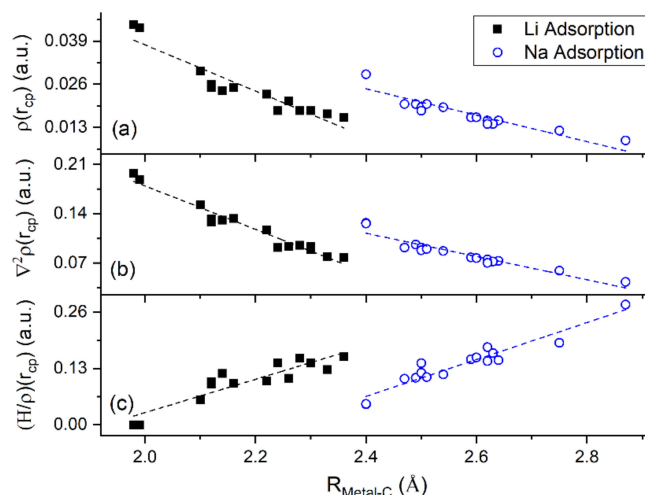 Li Adsorption
Na Adsorption
ρ(r_cp) (a.u.)
0.039
0.026
0.013
(a)
∇²ρ(r_cp) (a.u.)
0.21
0.14
0.07
(b)
(H/ρ)(r_cp) (a.u.)
0.26
0.13
0.00
(c)
2.0 2.2 2.4 2.6 2.8
R_Metal-C (Å)